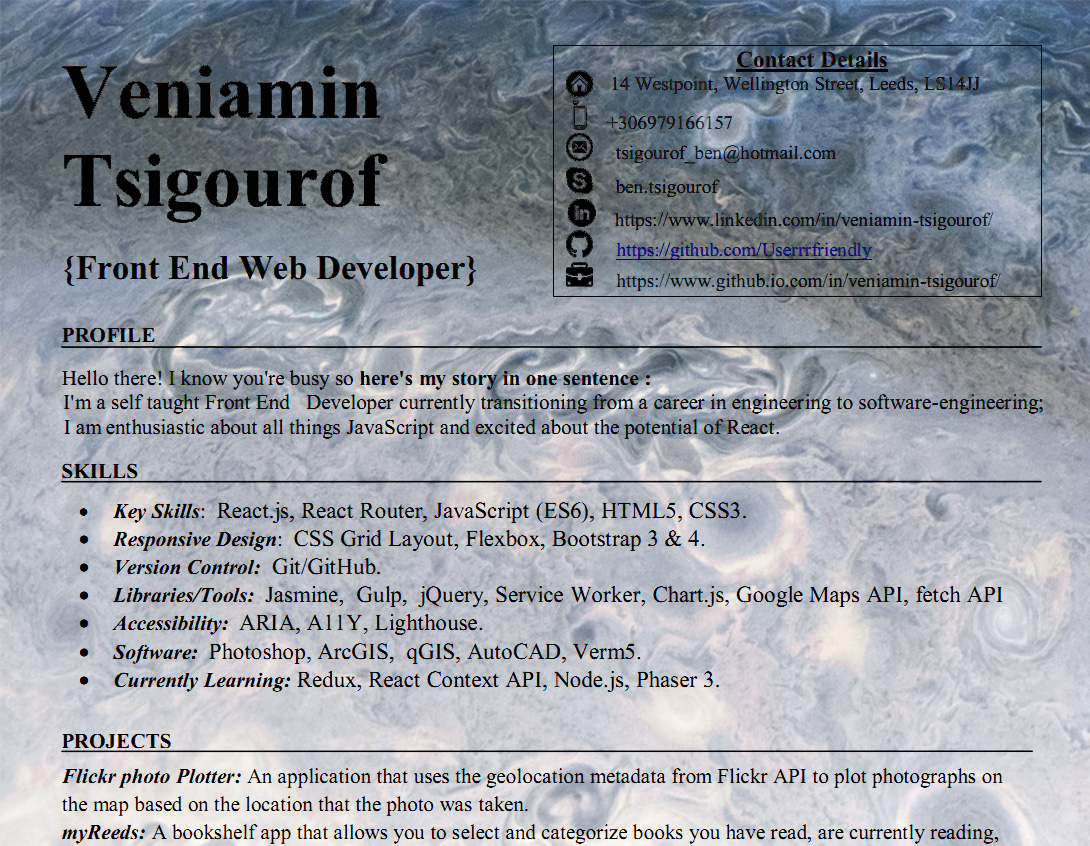 Veniamin
Tsigourof
{Front End Web Developer}
Contact Details
14 Westpoint, Wellington Street, Leeds, LS14JJ
+306979166157
tsigourof_ben@hotmail.com
ben.tsigourof
https://www.linkedin.com/in/veniamin-tsigourof/
https://github.com/Userrrfriendly
https://www.github.io.com/in/veniamin-tsigourof/
PROFILE
Hello there! I know you're busy so here's my story in one sentence :
I'm a self taught Front End Developer currently transitioning from a career in engineering to software-engineering;
I am enthusiastic about all things JavaScript and excited about the potential of React.
SKILLS
• Key Skills: React.js, React Router, JavaScript (ES6), HTML5, CSS3.
• Responsive Design: CSS Grid Layout, Flexbox, Bootstrap 3 & 4.
• Version Control: Git/GitHub.
• Libraries/Tools: Jasmine, Gulp, jQuery, Service Worker, Chart.js, Google Maps API, fetch API
• Accessibility: ARIA, A11Y, Lighthouse.
• Software: Photoshop, ArcGIS, qGIS, AutoCAD, Verm5.
• Currently Learning: Redux, React Context API, Node.js, Phaser 3.
PROJECTS
Flickr photo Plotter: An application that uses the geolocation metadata from Flickr API to plot photographs on
the map based on the location that the photo was taken.
myReeds: A bookshelf app that allows you to select and categorize books you have read, are currently reading,